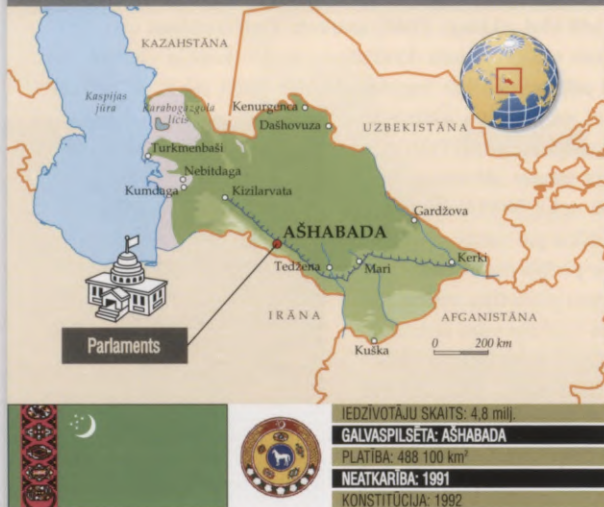 KAZAHSTĀNA
Kaspijas
jūra
Karabogazgola
līcis
Kenurgenča
Dašhovuza
UZBEKISTĀNA
Turkmenbaši
Nebitdaga
Kumdaga
Kizilarvata
Gardžova
AŠHABADA
Tedžena
Mari
Kerki
IRĀNA
AFGANISTĀNA
Parlaments
Kuška
0 200 km
IEDZĪVOTĀJU SKAITS: 4,8 milj.
GALVASPILSĒTA: AŠHABADA
PLATĪBA: 488 100 km²
NEATKARĪBA: 1991
KONSTITŪCIJA: 1992